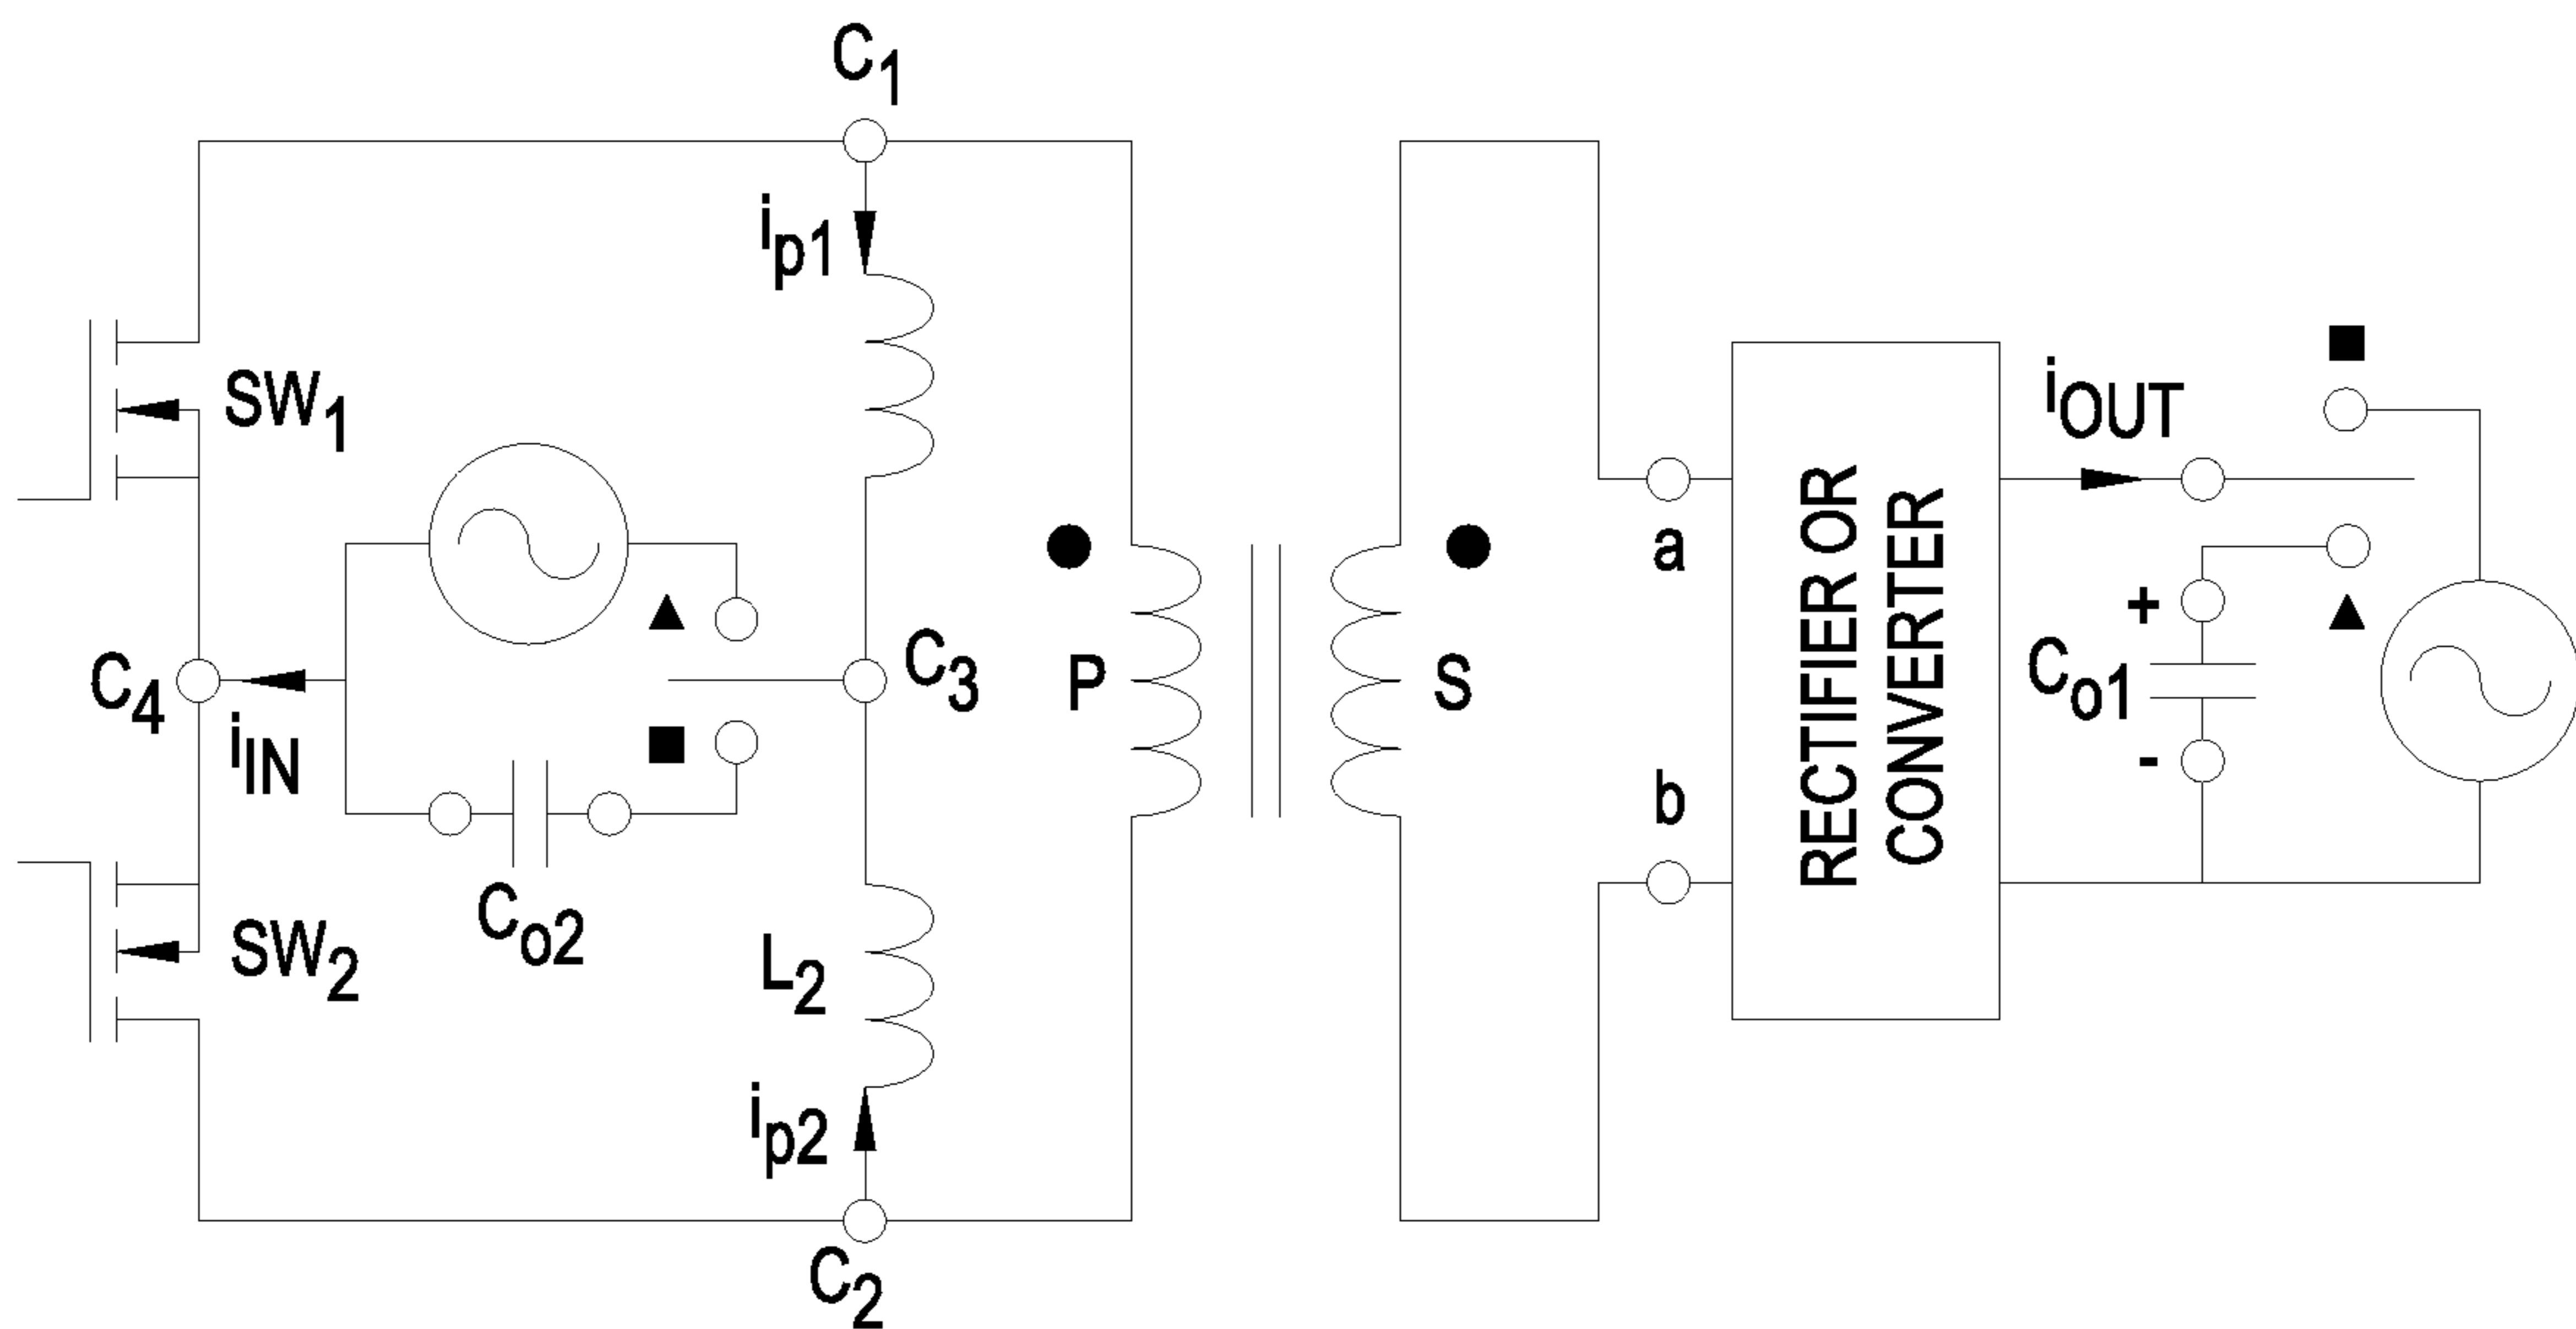 C1
ip1
SW1
C4
iIN
C3
Co2
SW2
L2
ip2
C2
P
S
a
b
RECTIFIER OR
CONVERTER
iOUT
+
Co1
-